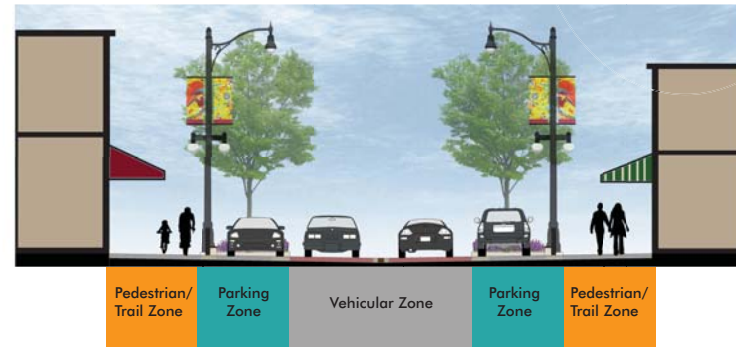 Pedestrian/
Trail Zone
Parking
Zone
Vehicular Zone
Parking
Zone
Pedestrian/
Trail Zone